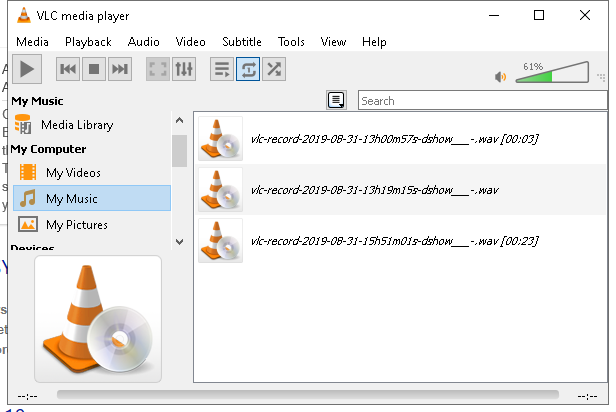 VLC media player
Media Playback Audio Video Subtitle Tools View Help
61%
My Music
Search
Media Library
My Computer
My Videos
My Music
My Pictures
Devices
vlc-record-2019-08-31-13h00m57s-dshow___-.wav [00:03]
vlc-record-2019-08-31-13h19m15s-dshow___-.wav
vlc-record-2019-08-31-15h51m01s-dshow___-.wav [00:23]
--:--
--:--